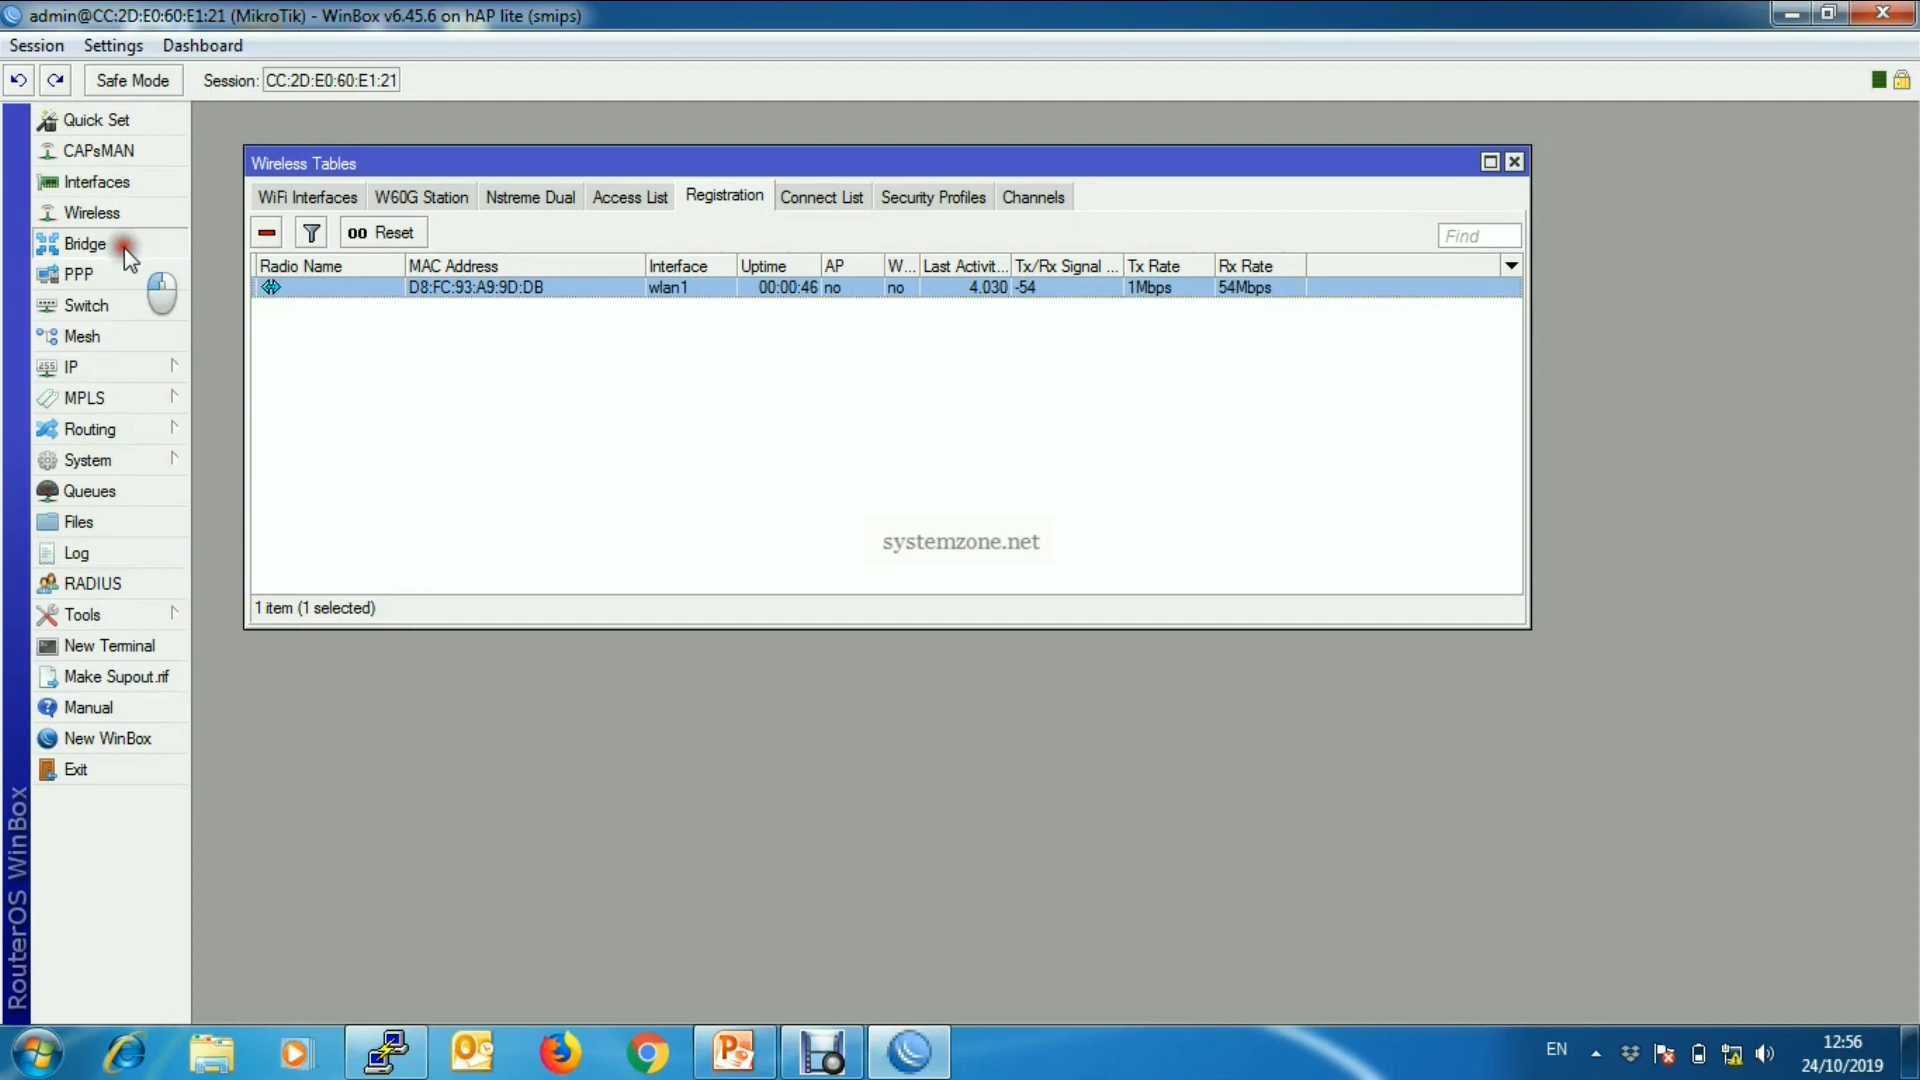 admin@CC:2D:E0:60:E1:21 (MikroTik) - WinBox v6.45.6 on hAP lite (smips)
Session Settings Dashboard
Safe Mode Session: CC:2D:E0:60:E1:21
Quick Set
CAPsMAN
Interfaces
Wireless
Bridge
PPP
Switch
Mesh
255 IP
MPLS
Routing
System
Queues
Files
Log
RADIUS
Tools
New Terminal
Make Supout.rif
Manual
New WinBox
Exit
RouterOS WinBox
Wireless Tables
WiFi Interfaces W60G Station Nstreme Dual Access List Registration Connect List Security Profiles Channels
00 Reset Find
Radio Name MAC Address Interface Uptime AP W... Last Activit... Tx/Rx Signal ... Tx Rate Rx Rate
D8:FC:93:A9:9D:DB wlan1 00:00:46 no no 4.030 -54 1Mbps 54Mbps
systemzone.net
1 item (1 selected)
EN 12:56
24/10/2019